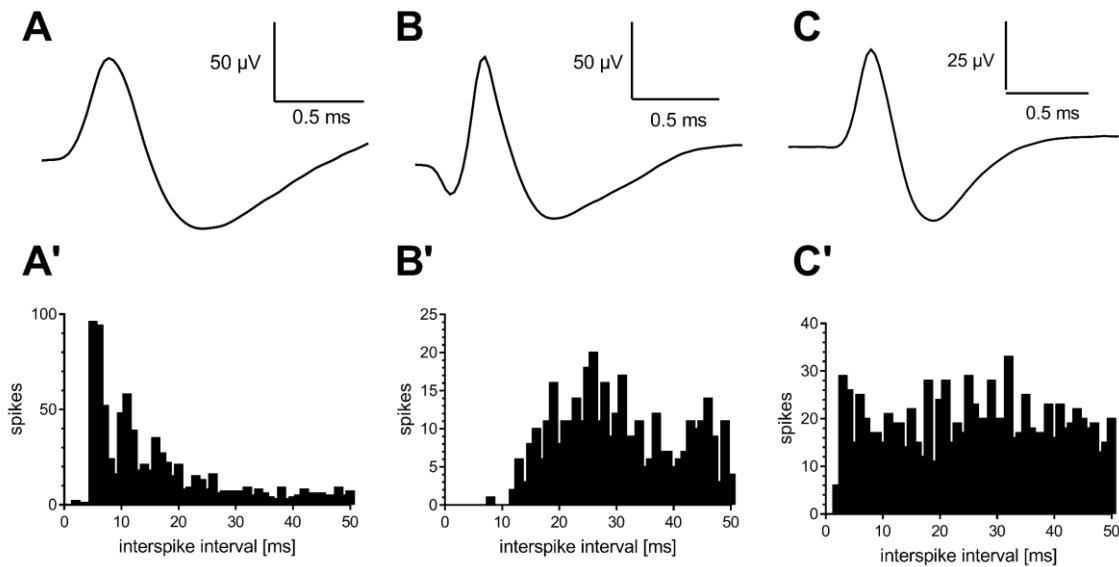 A
50 µV
0.5 ms
B
50 µV
0.5 ms
C
25 µV
0.5 ms
A'
100
50
0
spikes
0 10 20 30 40 50
interspike interval [ms]
B'
25
20
15
10
5
0
spikes
0 10 20 30 40 50
interspike interval [ms]
C'
40
30
20
10
0
spikes
0 10 20 30 40 50
interspike interval [ms]